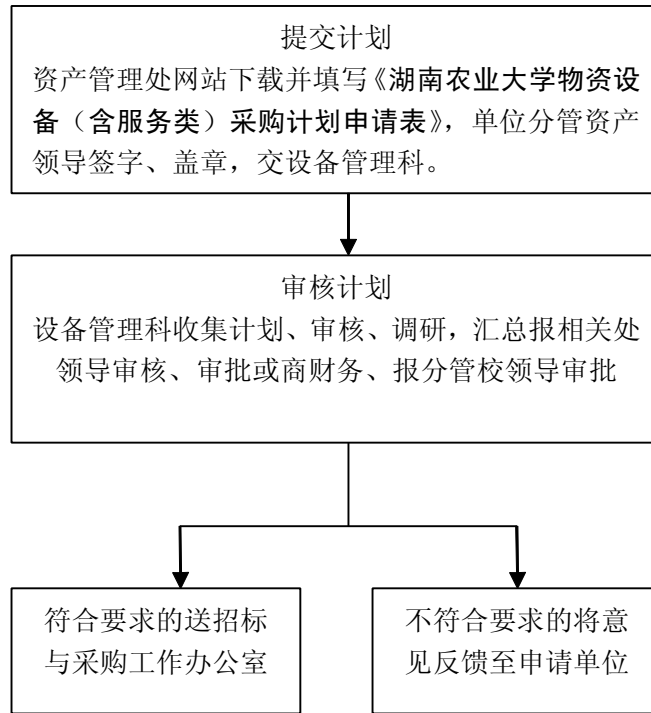 提交计划
资产管理处网站下载并填写《湖南农业大学物资设
备（含服务类）采购计划申请表》，单位分管资产
领导签字、盖章，交设备管理科。
审核计划
设备管理科收集计划、审核、调研，汇总报相关处
领导审核、审批或商财务、报分管校领导审批
符合要求的送招标
与采购工作办公室
不符合要求的将意
见反馈至申请单位